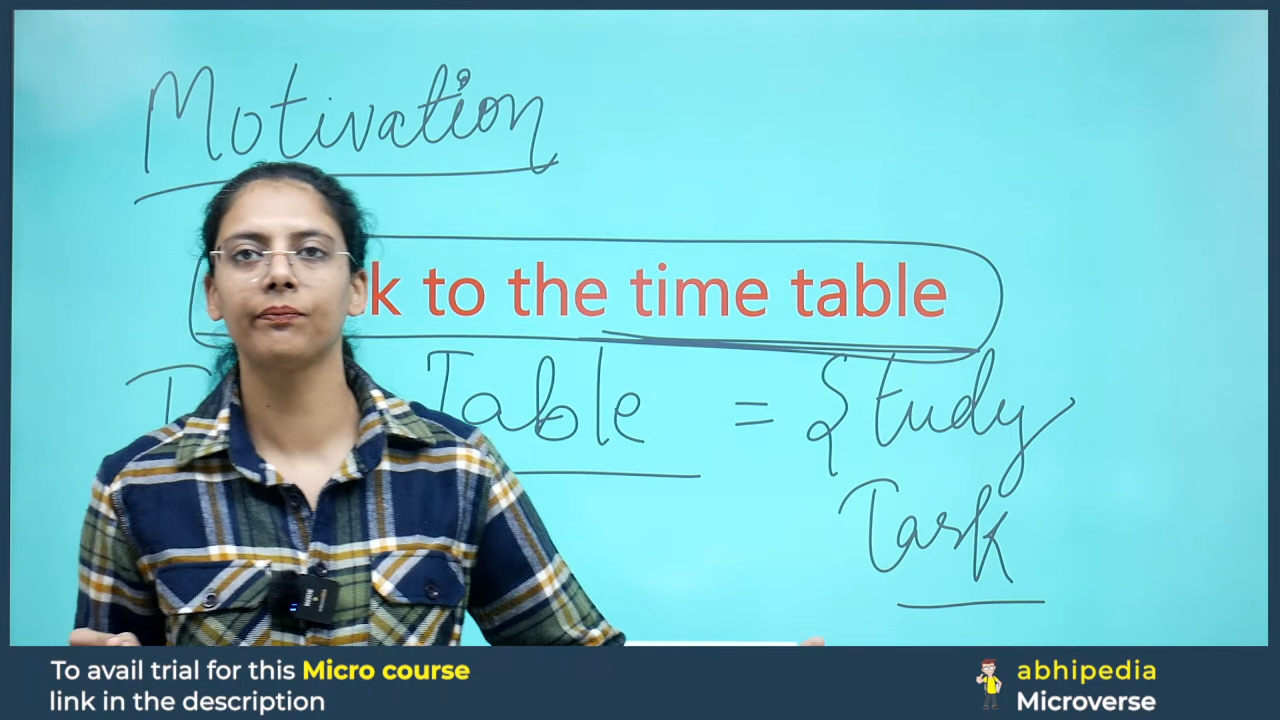 Motivation
k to the time table
Table = Study
Task
To avail trial for this Micro course
link in the description
abhipedia
Microverse